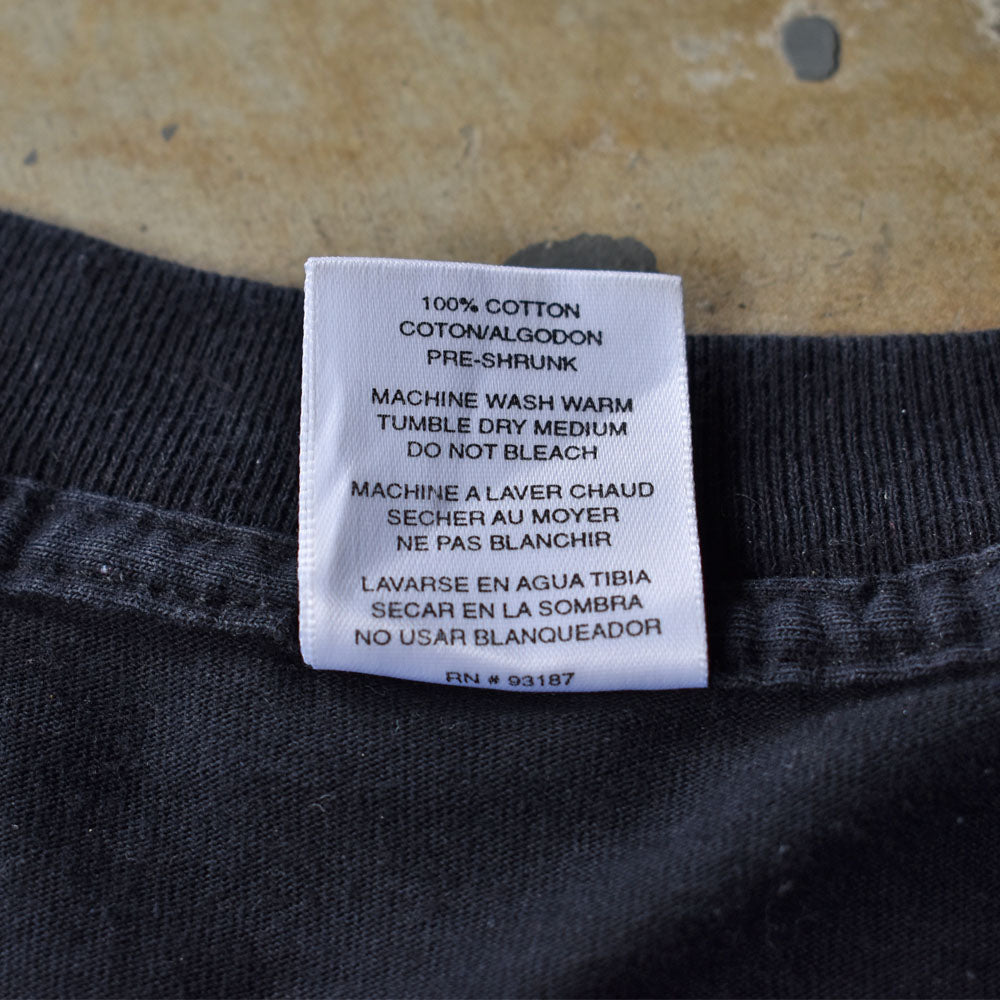 100% COTTON
COTON/ALGODON
PRE-SHRUNK
MACHINE WASH WARM
TUMBLE DRY MEDIUM
DO NOT BLEACH
MACHINE A LAVER CHAUD
SECHER AU MOYER
NE PAS BLANCHIR
LAVARSE EN AGUA TIBIA
SECAR EN LA SOMBRA
NO USAR BLANQUEADOR
RN # 93187